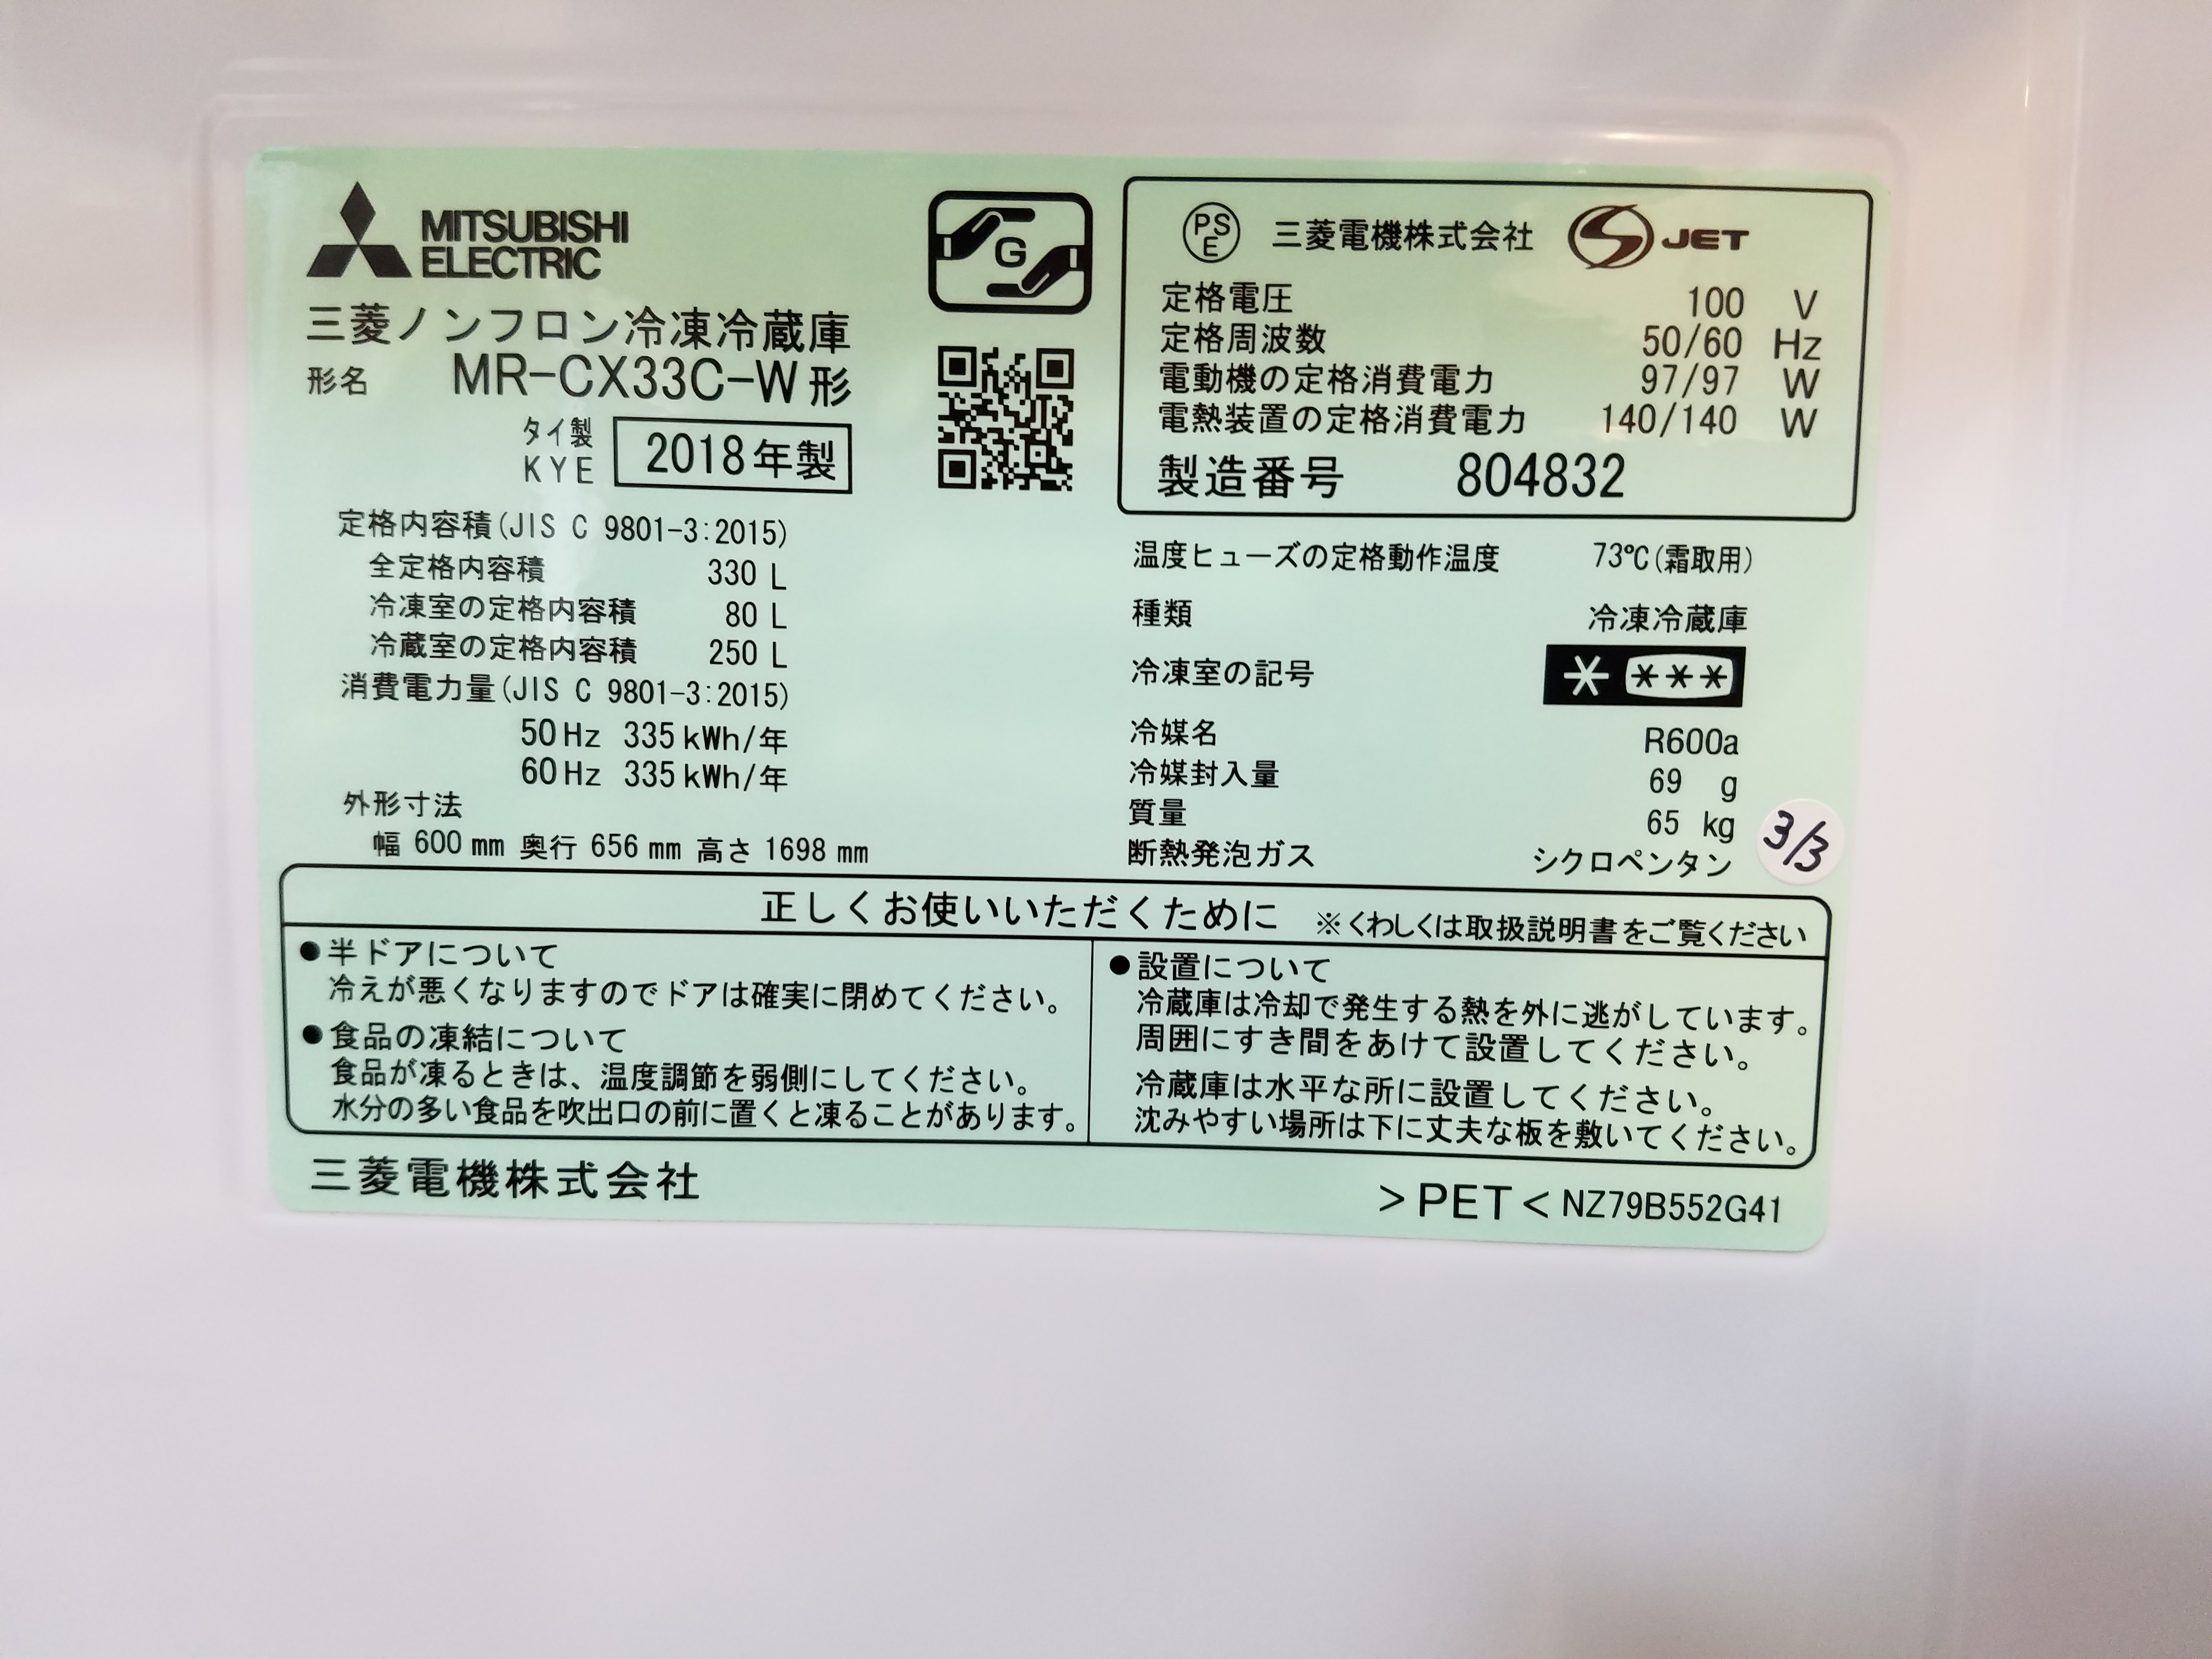 MITSUBISHI
ELECTRIC
三菱ノンフロン冷凍冷蔵庫
形名 MR-CX33C-W形
タイ製
KYE 2018年製
定格内容積(JIS C 9801-3:2015)
全定格内容積 330 L
冷凍室の定格内容積 80 L
冷蔵室の定格内容積 250 L
消費電力量(JIS C 9801-3:2015)
50Hz 335kWh/年
60Hz 335kWh/年
外形寸法
幅 600mm 奥行 656mm 高さ 1698mm
G
PS
E 三菱電機株式会社 S JET
定格電圧 100 V
定格周波数 50/60 Hz
電動機の定格消費電力 97/97 W
電熱装置の定格消費電力 140/140 W
製造番号 804832
温度ヒューズの定格動作温度 73℃(霜取用)
種類 冷凍冷蔵庫
冷凍室の記号 * ***
冷媒名 R600a
冷媒封入量 69 g
質量 65 kg
断熱発泡ガス シクロペンタン
3/3
正しくお使いいただくために ※くわしくは取扱説明書をご覧ください
●半ドアについて
冷えが悪くなりますのでドアは確実に閉めてください。
●食品の凍結について
食品が凍るときは、温度調節を弱側にしてください。
水分の多い食品を吹出口の前に置くと凍ることがあります。
●設置について
冷蔵庫は冷却で発生する熱を外に逃がしています。
周囲にすき間をあけて設置してください。
冷蔵庫は水平な所に設置してください。
沈みやすい場所は下に丈夫な板を敷いてください。
三菱電機株式会社
>PET< NZ79B552G41